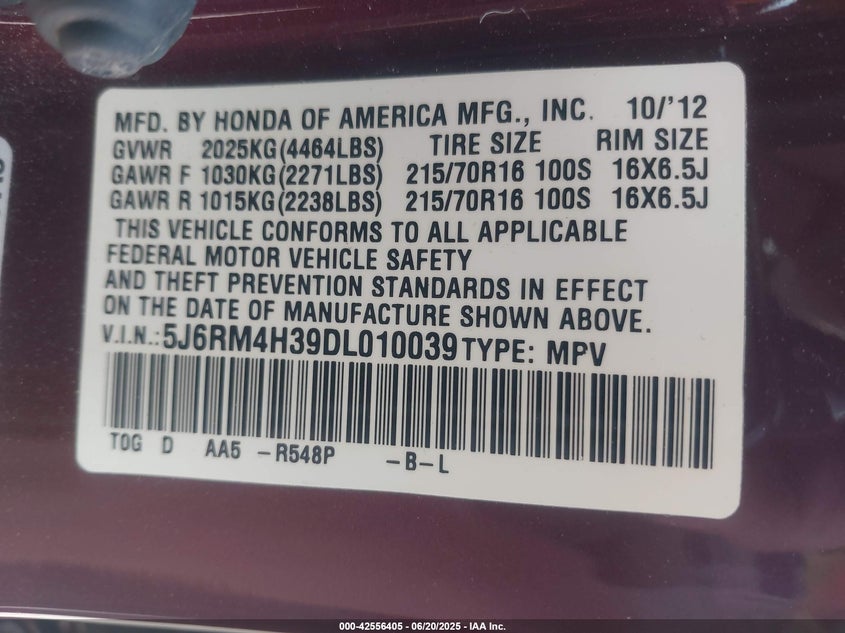 MFD. BY HONDA OF AMERICA MFG., INC. 10/'12
GVWR 2025KG(4464LBS) TIRE SIZE RIM SIZE
GAWR F 1030KG(2271LBS) 215/70R16 100S 16X6.5J
GAWR R 1015KG(2238LBS) 215/70R16 100S 16X6.5J
THIS VEHICLE CONFORMS TO ALL APPLICABLE
FEDERAL MOTOR VEHICLE SAFETY
AND THEFT PREVENTION STANDARDS IN EFFECT
ON THE DATE OF MANUFACTURE SHOWN ABOVE.
V.I.N.:5J6RM4H39DL010039 TYPE: MPV
TOG D AA5 -R548P -B-L
000-42556405 - 06/20/2025 - IAA Inc.